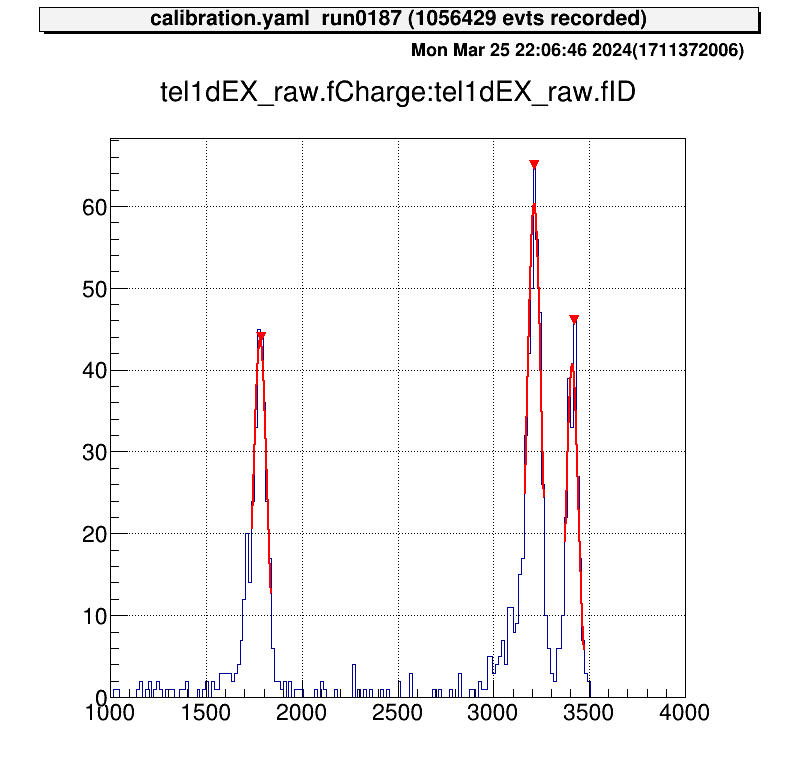 calibration.yaml run0187 (1056429 evts recorded)
Mon Mar 25 22:06:46 2024(1711372006)
tel1dEX_raw.fCharge:tel1dEX_raw.fID
60
50
40
30
20
10
0
1000 1500 2000 2500 3000 3500 4000